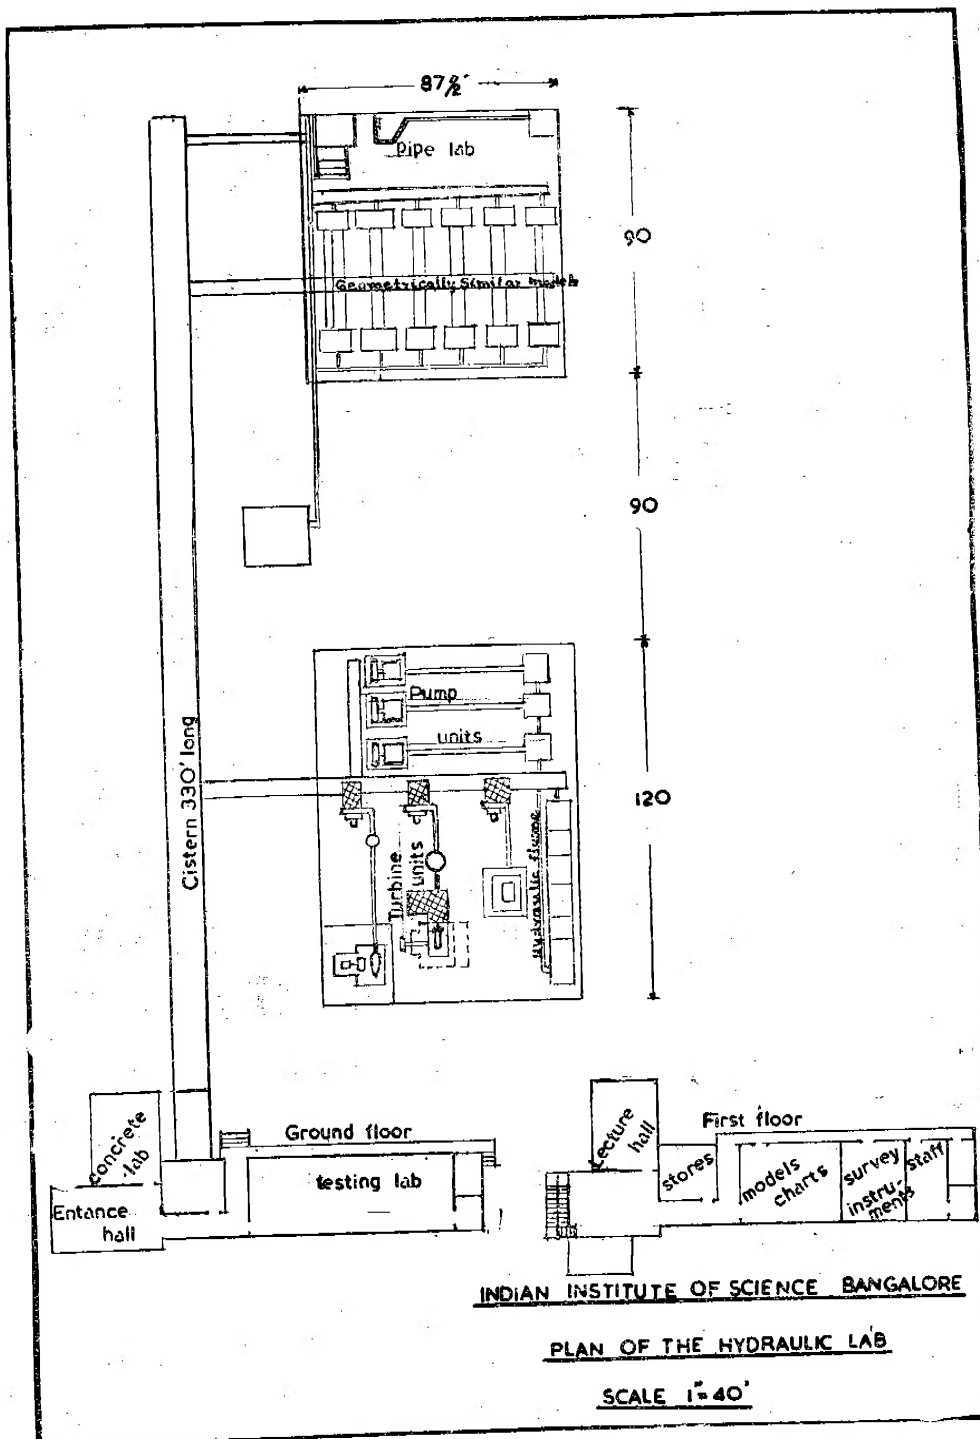 87½'
Pipe lab
90
Geometrically Similar models
90
Pump
units
120
Cistern 330' long
Turbine
units
Hydraulic flume
concrete
lab
Ground floor
testing lab
Entance
hall
Lecture
hall
First floor
stores
models
charts
survey
instru-
ments
staff
INDIAN INSTITUTE OF SCIENCE BANGALORE
PLAN OF THE HYDRAULIC LAB
SCALE 1"=40'